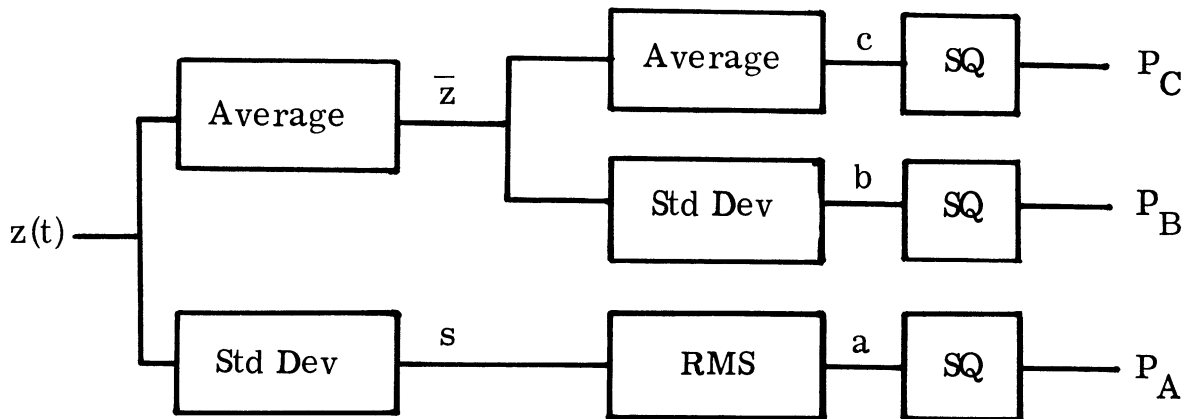 Average
c
SQ
P_C
z̅
Average
Std Dev
b
SQ
P_B
z(t)
Std Dev
s
RMS
a
SQ
P_A